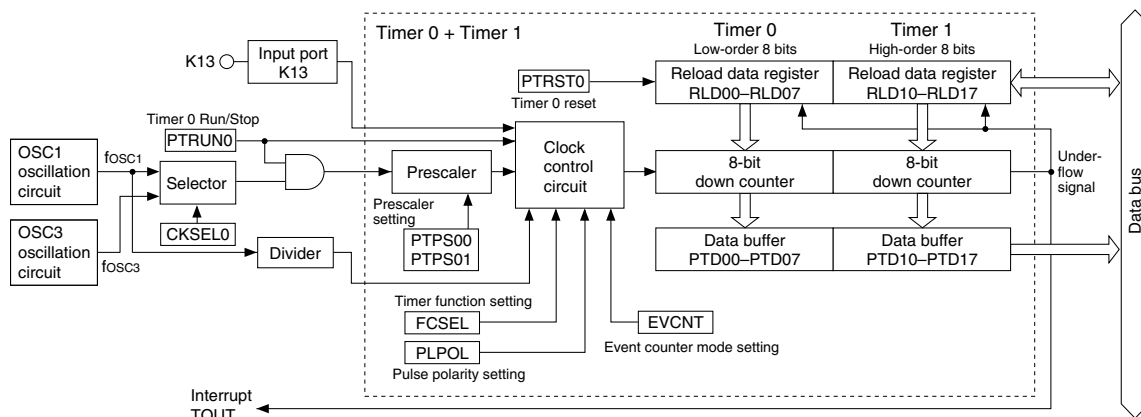 Timer 0 + Timer 1
Timer 0
Low-order 8 bits
Timer 1
High-order 8 bits
K13
Input port
K13
PTRST0
Timer 0 reset
Reload data register
RLD00–RLD07
Reload data register
RLD10–RLD17
Timer 0 Run/Stop
PTRUN0
OSC1
oscillation
circuit
fOSC1
Selector
Prescaler
Clock
control
circuit
8-bit
down counter
8-bit
down counter
Under-
flow
signal
Data bus
Prescaler
setting
PTPS00
PTPS01
OSC3
oscillation
circuit
fOSC3
CKSEL0
Divider
Data buffer
PTD00–PTD07
Data buffer
PTD10–PTD17
Timer function setting
FCSEL
EVCNT
Event counter mode setting
PLPOL
Pulse polarity setting
Interrupt
TOUT